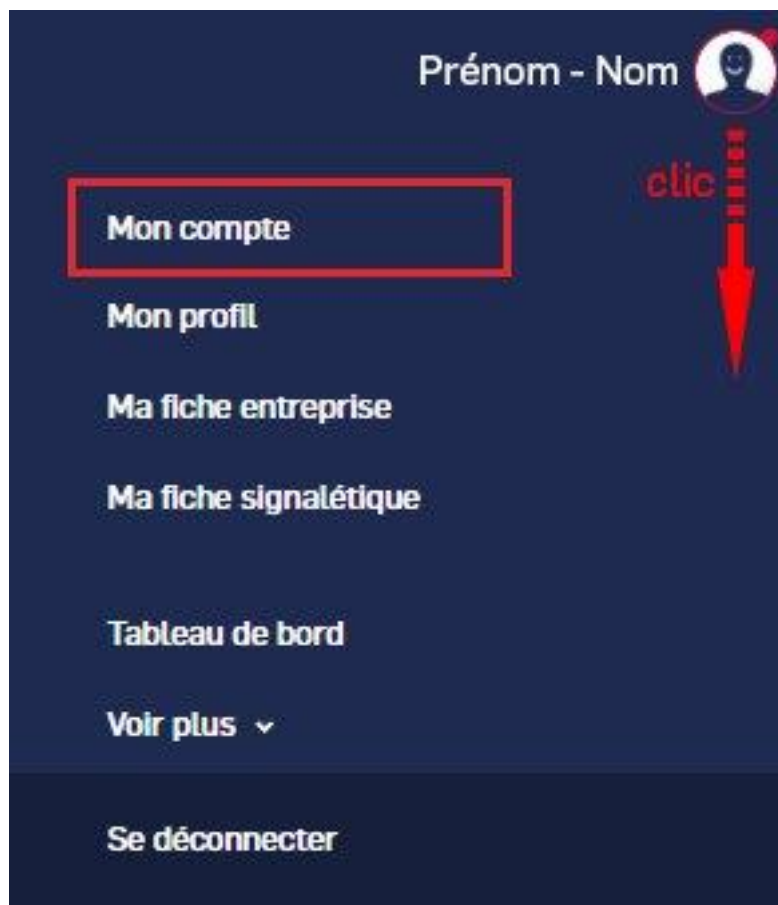 Prénom - Nom
clic
Mon compte
Mon profil
Ma fiche entreprise
Ma fiche signalétique
Tableau de bord
Voir plus
Se déconnecter